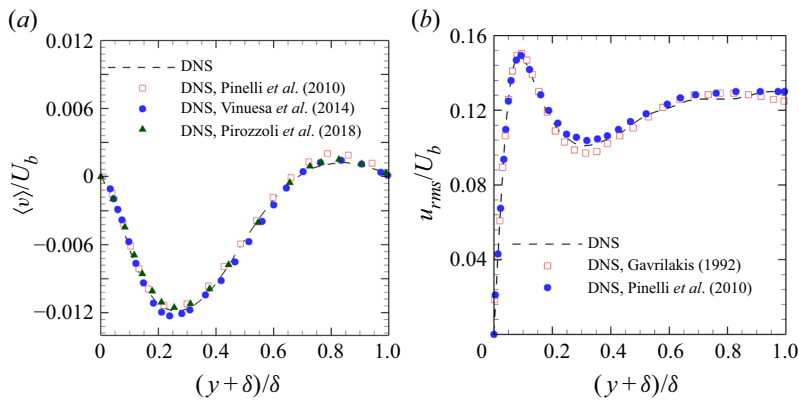 (a)
0.012
0.006
0
−0.006
−0.012
⟨v⟩/U_b
DNS
DNS, Pinelli et al. (2010)
DNS, Vinuesa et al. (2014)
DNS, Pirozzoli et al. (2018)
0 0.2 0.4 0.6 0.8 1.0
(y + δ)/δ
(b)
0.16
0.12
0.08
0.04
0
u_rms/U_b
DNS
DNS, Gavrilakis (1992)
DNS, Pinelli et al. (2010)
0.2 0.4 0.6 0.8 1.0
(y + δ)/δ